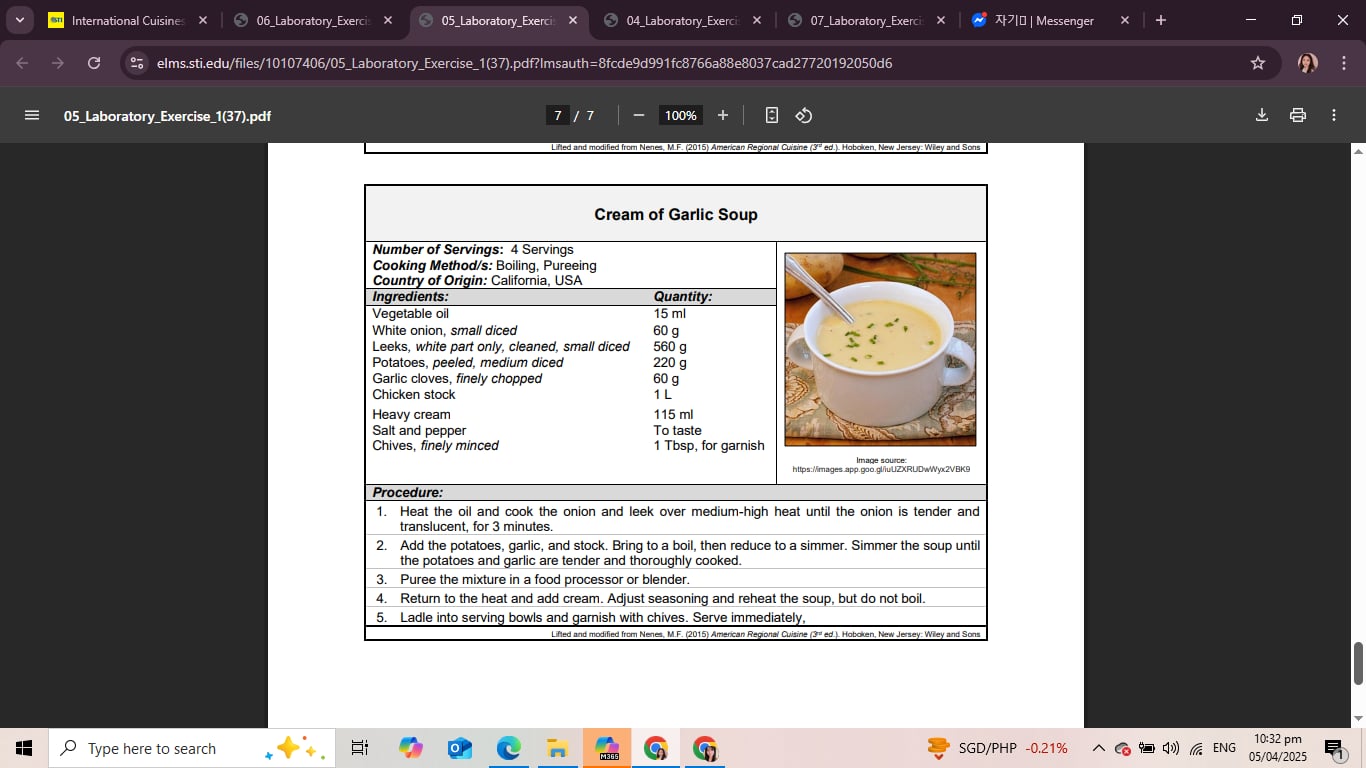 International Cuisines
06_Laboratory_Exerci
05_Laboratory_Exerci
04_Laboratory_Exerci
07_Laboratory_Exerci
자기 | Messenger
elms.sti.edu/files/10107406/05_Laboratory_Exercise_1(37).pdf?lmsauth=8fcde9d991fc8766a88e8037cad27720192050d6
05_Laboratory_Exercise_1(37).pdf
7 / 7
100%
Lifted and modified from Nenes, M.F. (2015) American Regional Cuisine (3rd ed.). Hoboken, New Jersey: Wiley and Sons
Cream of Garlic Soup
Number of Servings: 4 Servings
Cooking Method/s: Boiling, Pureeing
Country of Origin: California, USA
Ingredients: Quantity:
Vegetable oil 15 ml
White onion, small diced 60 g
Leeks, white part only, cleaned, small diced 560 g
Potatoes, peeled, medium diced 220 g
Garlic cloves, finely chopped 60 g
Chicken stock 1 L
Heavy cream 115 ml
Salt and pepper To taste
Chives, finely minced 1 Tbsp, for garnish
Image source:
https://images.app.goo.gl/iuUZXRUDwWyx2VBK9
Procedure:
1. Heat the oil and cook the onion and leek over medium-high heat until the onion is tender and
translucent, for 3 minutes.
2. Add the potatoes, garlic, and stock. Bring to a boil, then reduce to a simmer. Simmer the soup until
the potatoes and garlic are tender and thoroughly cooked.
3. Puree the mixture in a food processor or blender.
4. Return to the heat and add cream. Adjust seasoning and reheat the soup, but do not boil.
5. Ladle into serving bowls and garnish with chives. Serve immediately,
Lifted and modified from Nenes, M.F. (2015) American Regional Cuisine (3rd ed.). Hoboken, New Jersey: Wiley and Sons
Type here to search
M365
SGD/PHP -0.21%
ENG
10:32 pm
05/04/2025
1